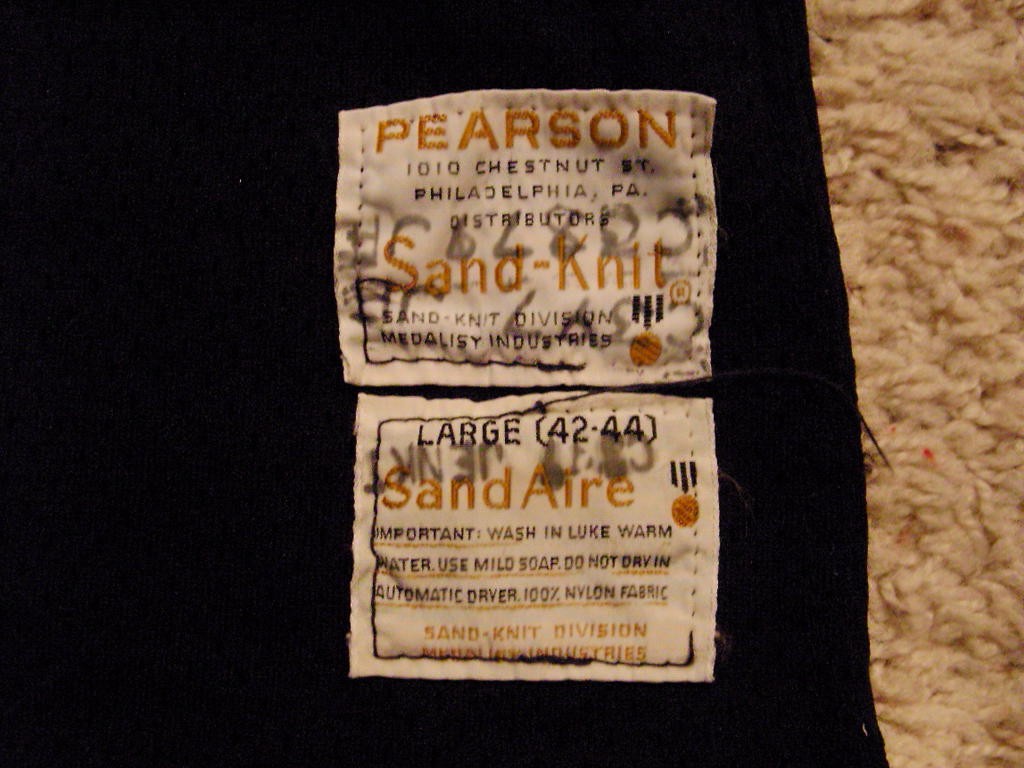 PEARSON
1010 CHESTNUT ST.
PHILADELPHIA, PA.
DISTRIBUTORS
Sand-Knit®
SAND-KNIT DIVISION
MEDALIST INDUSTRIES
LARGE (42-44)
SandAire
IMPORTANT: WASH IN LUKE WARM
WATER. USE MILD SOAP. DO NOT DRY IN
AUTOMATIC DRYER. 100% NYLON FABRIC
SAND-KNIT DIVISION
MEDALIST INDUSTRIES